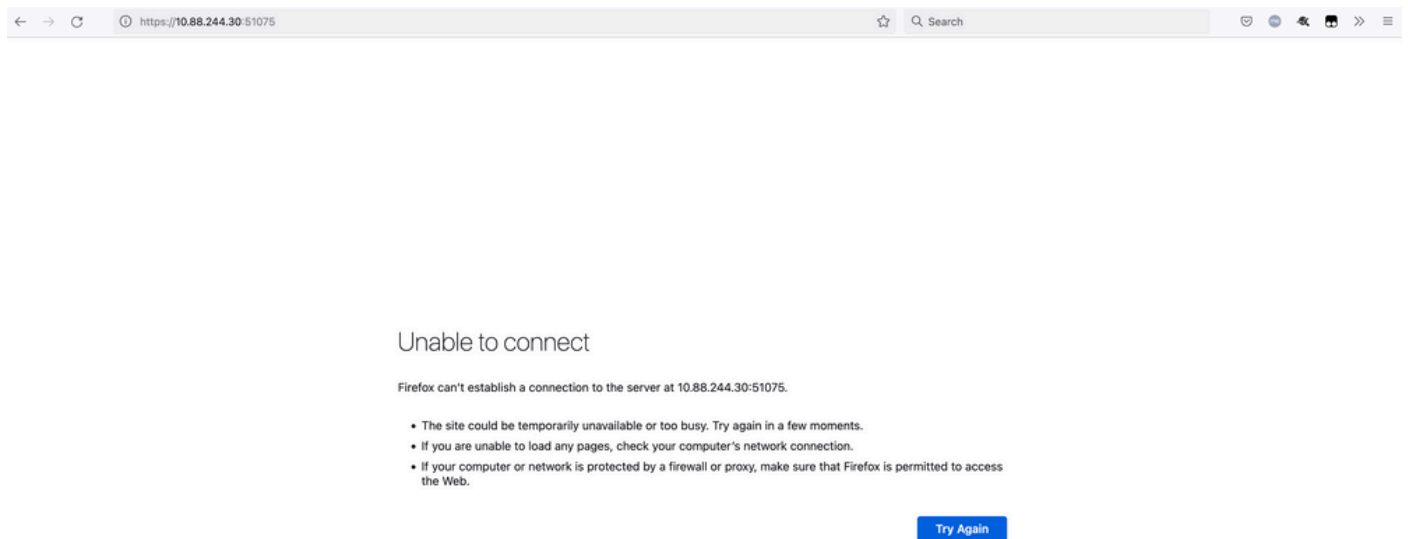 https://10.88.244.30:51075
Search
Unable to connect
Firefox can't establish a connection to the server at 10.88.244.30:51075.
• The site could be temporarily unavailable or too busy. Try again in a few moments.
• If you are unable to load any pages, check your computer's network connection.
• If your computer or network is protected by a firewall or proxy, make sure that Firefox is permitted to access
the Web.
Try Again